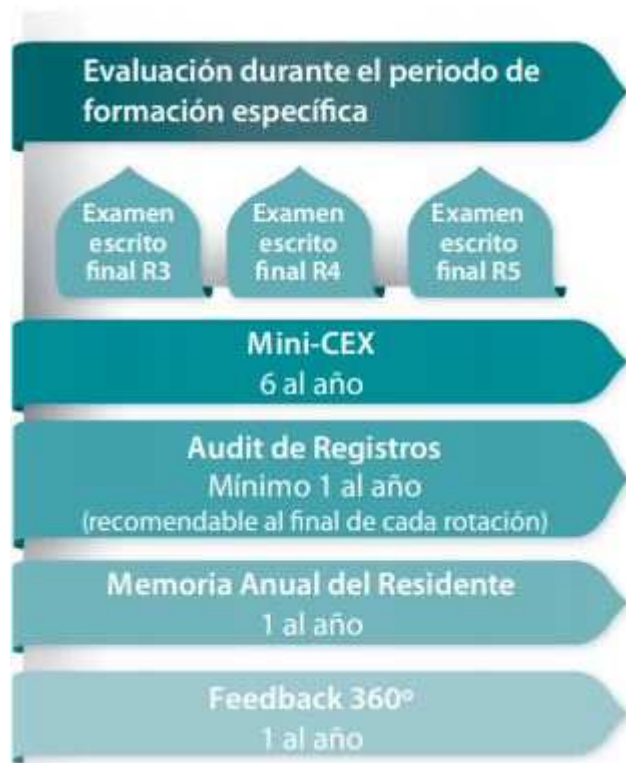 Evaluación durante el periodo de
formación específica
Examen
escrito
final R3
Examen
escrito
final R4
Examen
escrito
final R5
Mini-CEX
6 al año
Audit de Registros
Mínimo 1 al año
(recomendable al final de cada rotación)
Memoria Anual del Residente
1 al año
Feedback 360º
1 al año